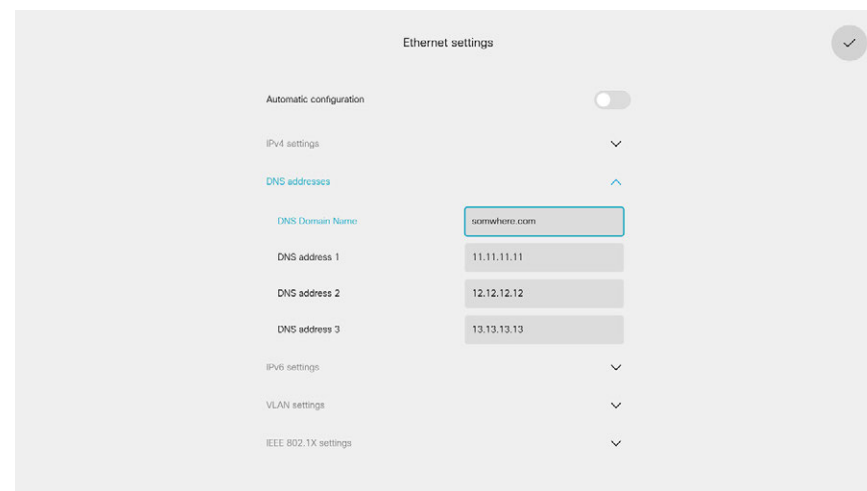 Ethernet settings
Automatic configuration
IPv4 settings
DNS addresses
DNS Domain Name somwhere.com
DNS address 1 11.11.11.11
DNS address 2 12.12.12.12
DNS address 3 13.13.13.13
IPv6 settings
VLAN settings
IEEE 802.1X settings